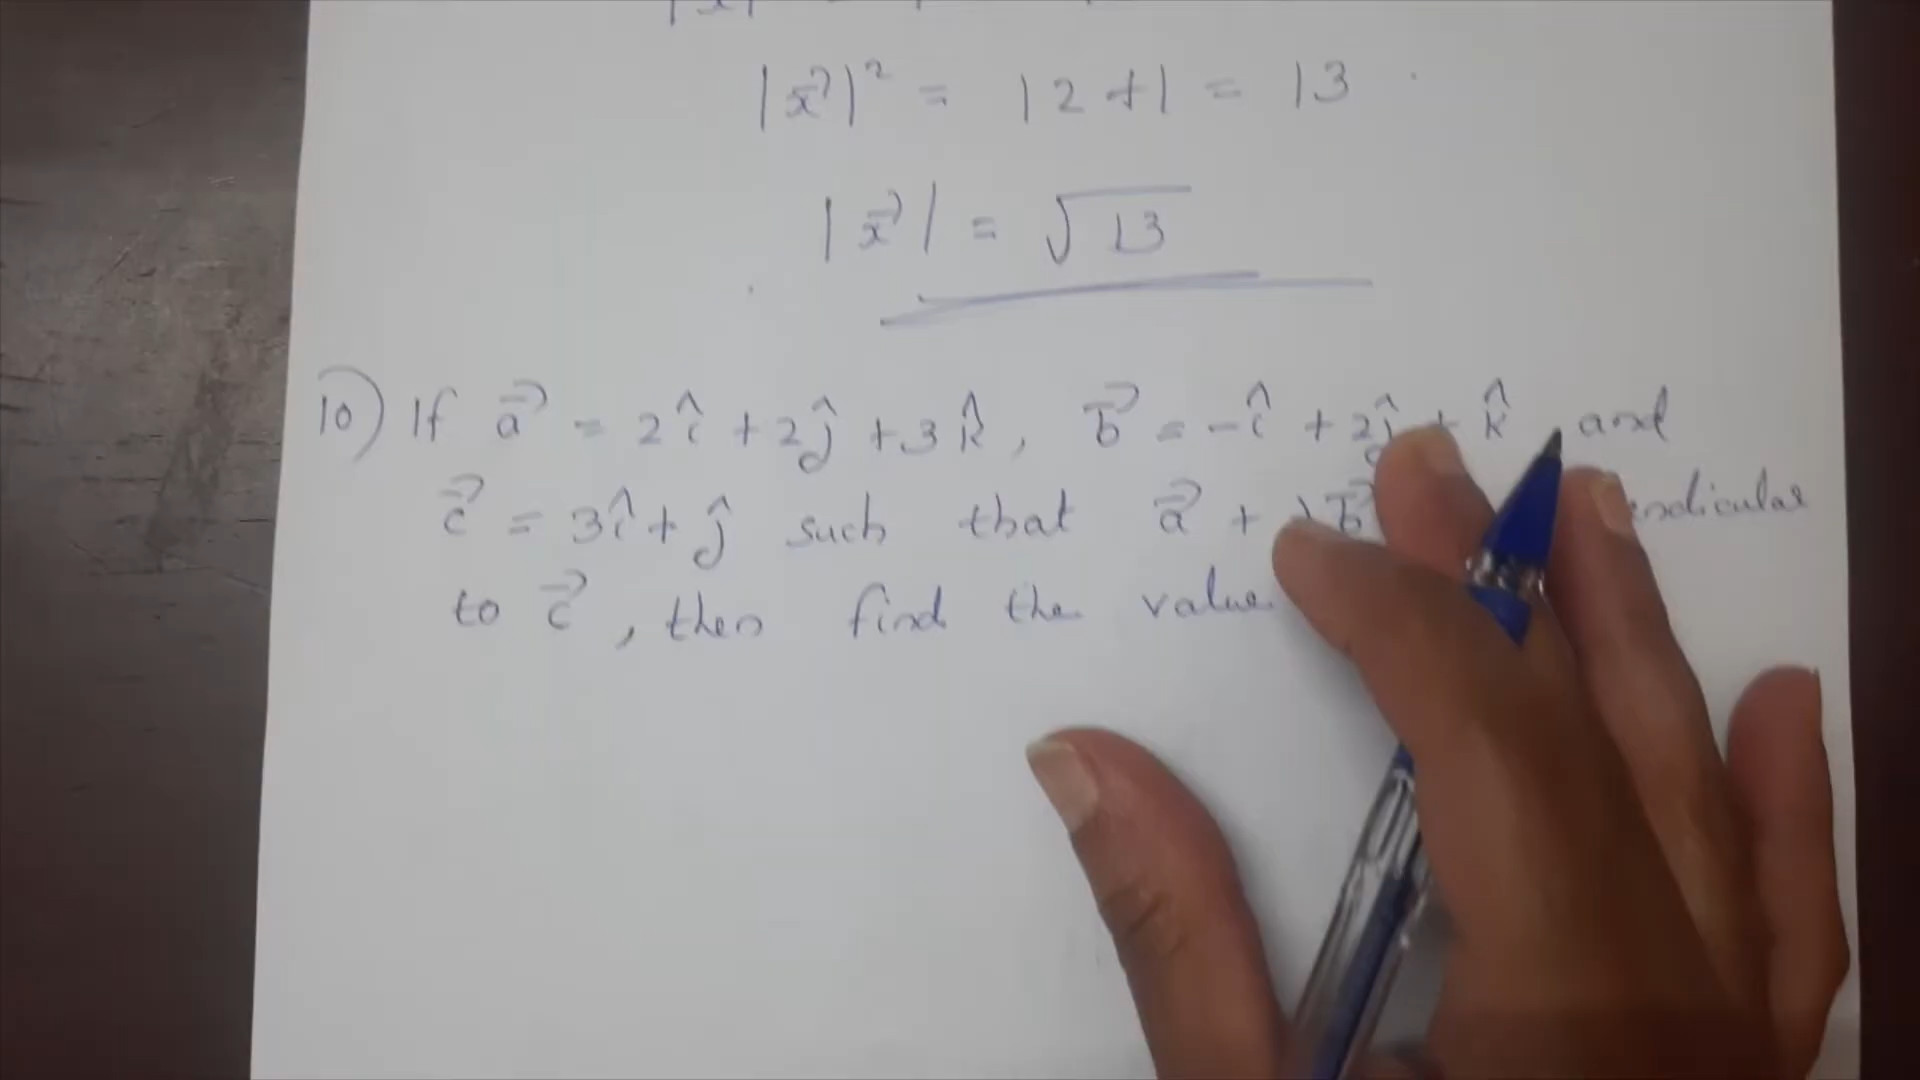 |x⃗|² = 12 + 1 = 13
|x⃗| = √13
10) If a⃗ = 2î + 2ĵ + 3k̂, b⃗ = -î + 2ĵ + k̂, and
c⃗ = 3î + ĵ such that a⃗ + λb⃗
to c⃗, then find the value